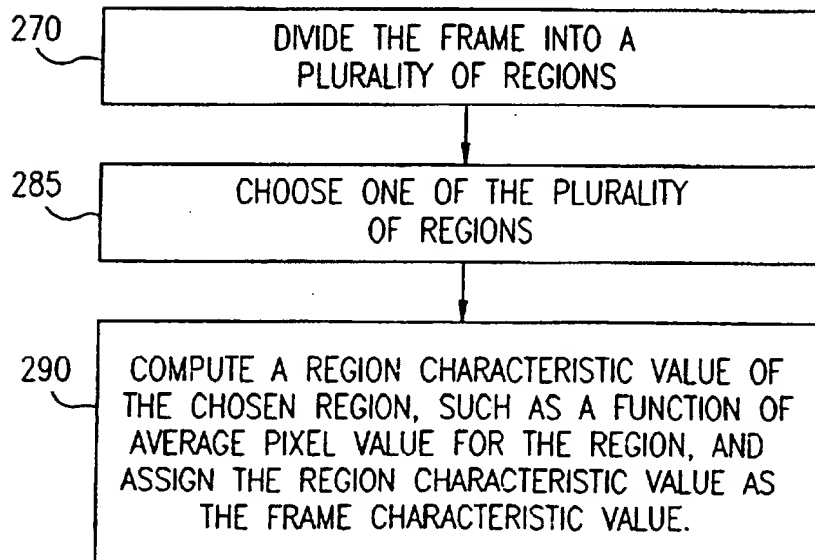 270
DIVIDE THE FRAME INTO A
PLURALITY OF REGIONS
285
CHOOSE ONE OF THE PLURALITY
OF REGIONS
290
COMPUTE A REGION CHARACTERISTIC VALUE OF
THE CHOSEN REGION, SUCH AS A FUNCTION OF
AVERAGE PIXEL VALUE FOR THE REGION, AND
ASSIGN THE REGION CHARACTERISTIC VALUE AS
THE FRAME CHARACTERISTIC VALUE.